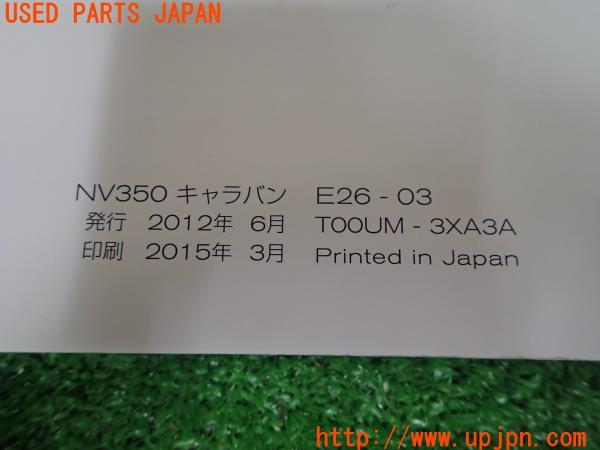 USED PARTS JAPAN
NV350 キャラバン E26 - 03
発行 2012年 6月 T00UM - 3XA3A
印刷 2015年 3月 Printed in Japan
http://www.upjpn.com/